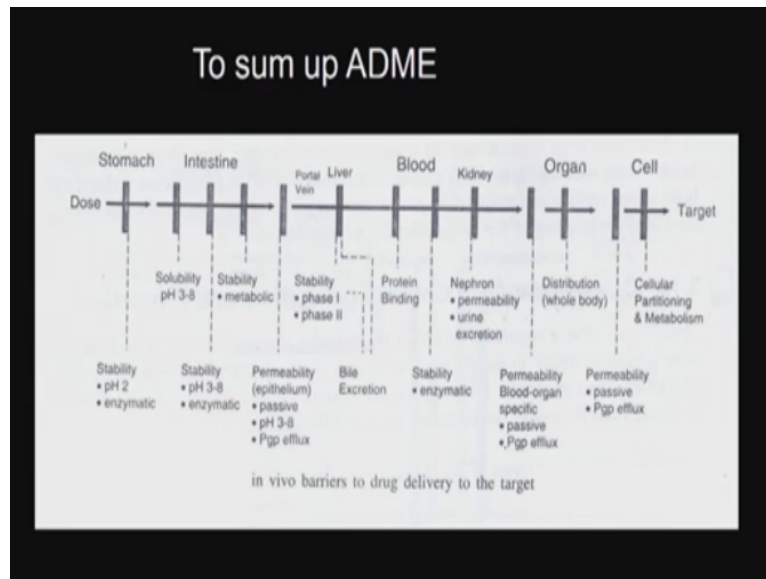 To sum up ADME
Stomach Intestine Portal Vein Liver Blood Kidney Organ Cell
Dose Target
Solubility
pH 3-8
Stability
• metabolic
Stability
• phase I
• phase II
Protein
Binding
Nephron
• permeability
• urine
excretion
Distribution
(whole body)
Cellular
Partitioning
& Metabolism
Stability
• pH 2
• enzymatic
Stability
• pH 3-8
• enzymatic
Permeability
(epithelium)
• passive
• pH 3-8
• Pgp efflux
Bile
Excretion
Stability
• enzymatic
Permeability
Blood-organ
specific
• passive
• Pgp efflux
Permeability
• passive
• Pgp efflux
in vivo barriers to drug delivery to the target